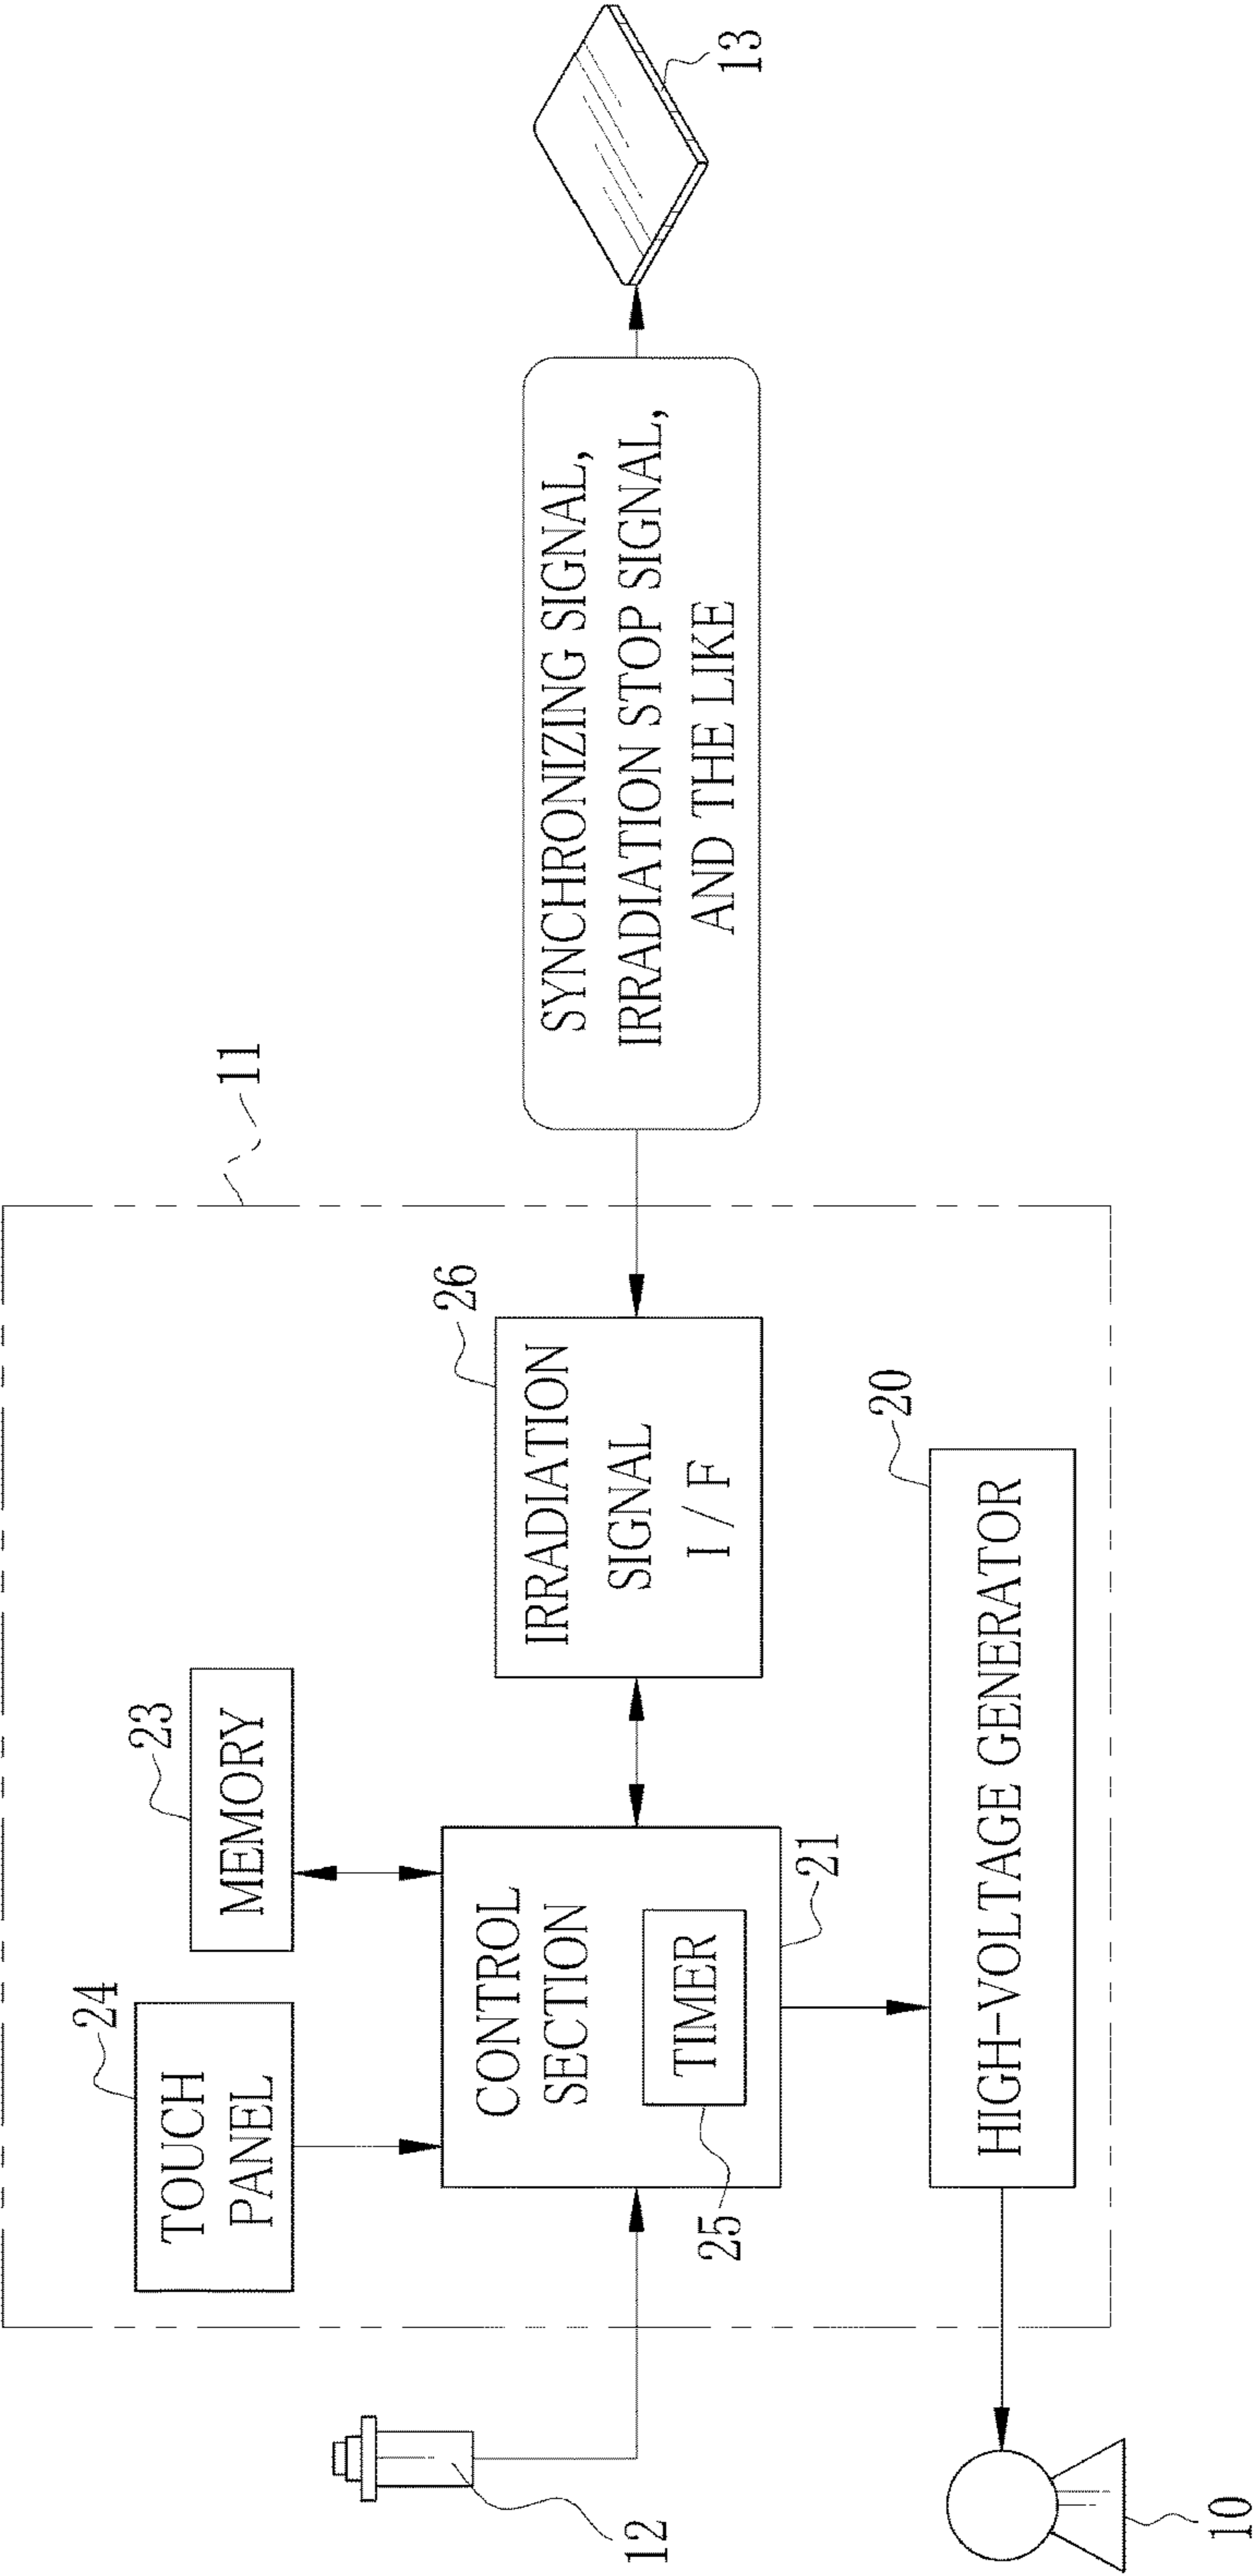 11
24
TOUCH
PANEL
23
MEMORY
12
CONTROL
SECTION
TIMER
25
21
26
IRRADIATION
SIGNAL
I/F
SYNCHRONIZING SIGNAL,
IRRADIATION STOP SIGNAL,
AND THE LIKE
13
20
HIGH-VOLTAGE GENERATOR
10